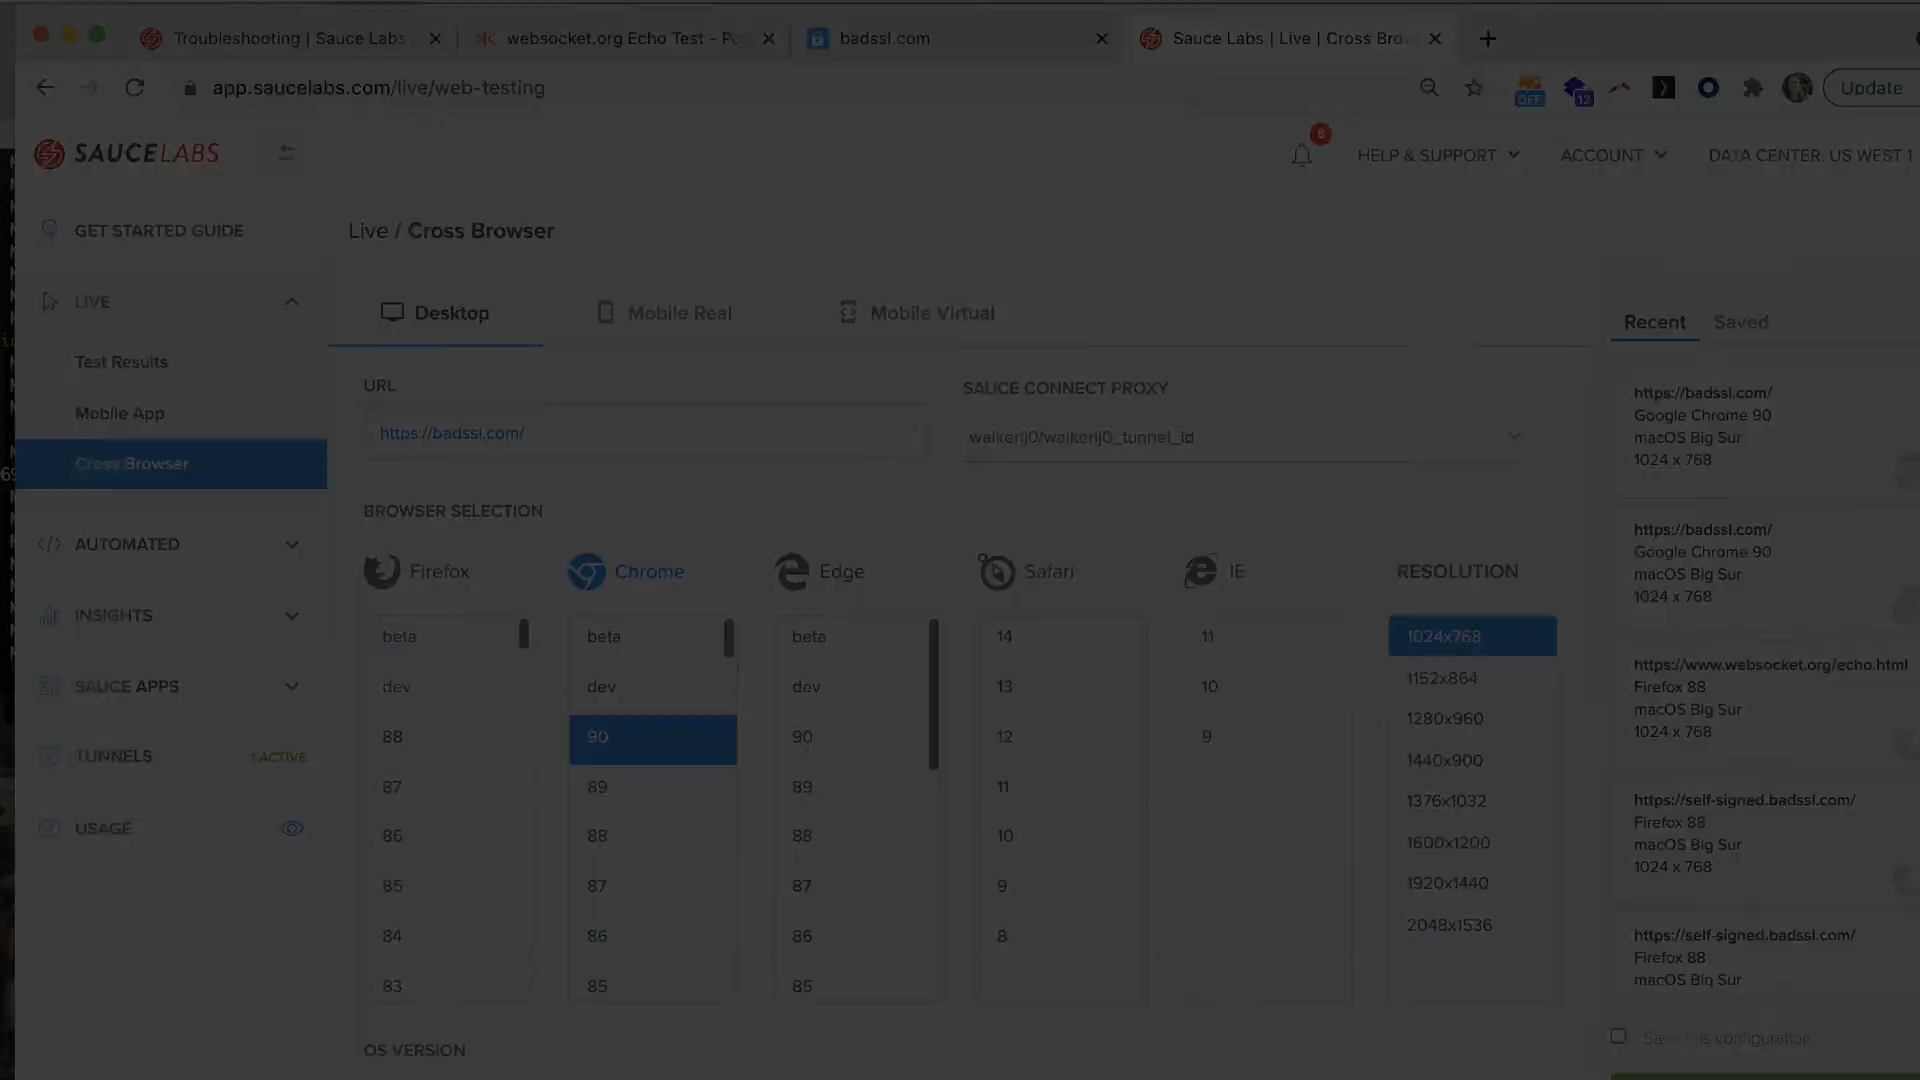 Troubleshooting | Sauce Labs
websocket.org Echo Test - Po
badssl.com
Sauce Labs | Live | Cross Brow
app.saucelabs.com/live/web-testing
OFF
12
Update
SAUCELABS
8
HELP & SUPPORT
ACCOUNT
DATA CENTER: US WEST 1
GET STARTED GUIDE
LIVE
Test Results
Mobile App
Cross Browser
AUTOMATED
INSIGHTS
SAUCE APPS
TUNNELS
1 ACTIVE
USAGE
Live / Cross Browser
Desktop
Mobile Real
Mobile Virtual
URL
https://badssl.com/
SAUCE CONNECT PROXY
walkerlj0/walkerlj0_tunnel_id
BROWSER SELECTION
Firefox
beta
dev
88
87
86
85
84
83
Chrome
beta
dev
90
89
88
87
86
85
Edge
beta
dev
90
89
88
87
86
85
Safari
14
13
12
11
10
9
8
IE
11
10
9
RESOLUTION
1024x768
1152x864
1280x960
1440x900
1376x1032
1600x1200
1920x1440
2048x1536
OS VERSION
Recent
Saved
https://badssl.com/
Google Chrome 90
macOS Big Sur
1024 x 768
https://badssl.com/
Google Chrome 90
macOS Big Sur
1024 x 768
https://www.websocket.org/echo.html
Firefox 88
macOS Big Sur
1024 x 768
https://self-signed.badssl.com/
Firefox 88
macOS Big Sur
1024 x 768
https://self-signed.badssl.com/
Firefox 88
macOS Big Sur
Save this configuration